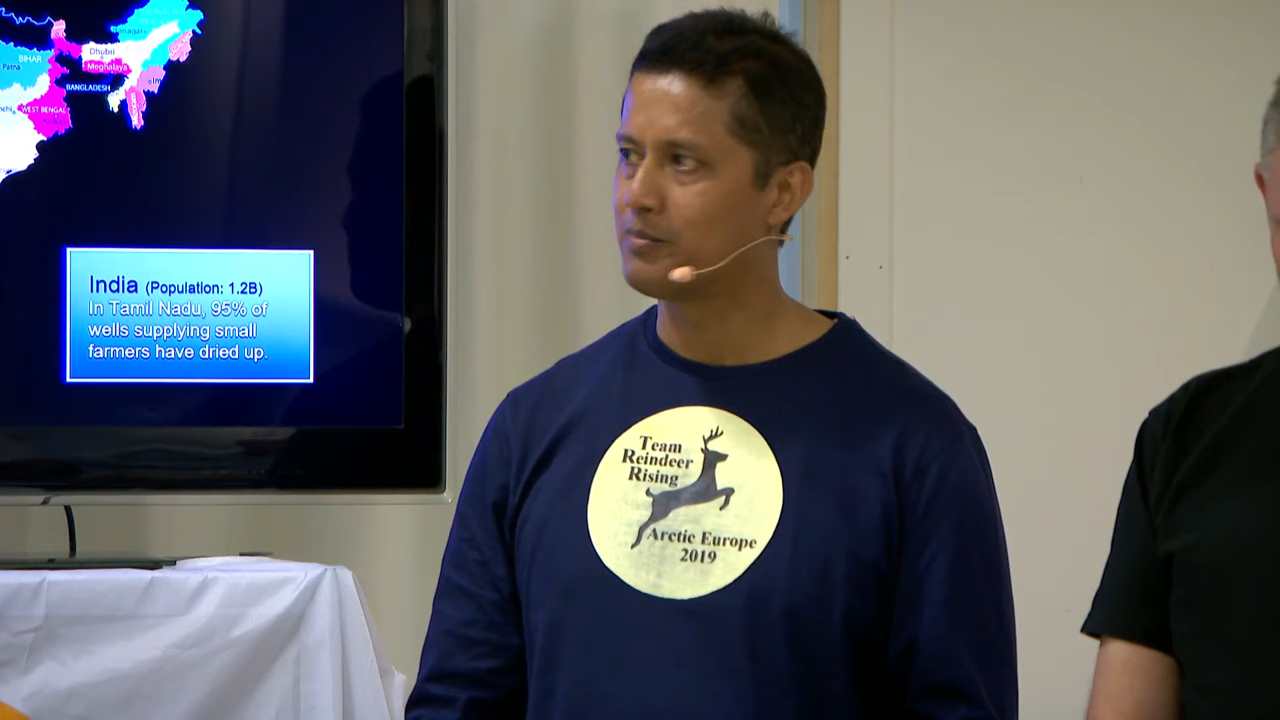 Dhubri
BIHAR
Patna
Meghalaya
BANGLADESH
WEST BENGAL
India (Population: 1.2B)
In Tamil Nadu, 95% of
wells supplying small
farmers have dried up.
Team
Reindeer
Rising
Arctic Europe
2019